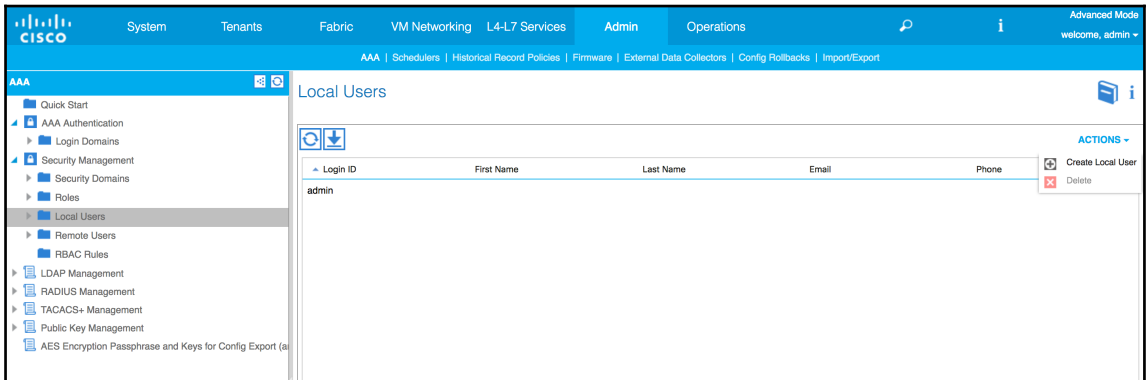 Advanced Mode
CISCO System Tenants Fabric VM Networking L4-L7 Services Admin Operations i welcome, admin
AAA | Schedulers | Historical Record Policies | Firmware | External Data Collectors | Config Rollbacks | Import/Export
AAA
Quick Start
AAA Authentication
Login Domains
Security Management
Security Domains
Roles
Local Users
Remote Users
RBAC Rules
LDAP Management
RADIUS Management
TACACS+ Management
Public Key Management
AES Encryption Passphrase and Keys for Config Export (a
Local Users
i
ACTIONS
Login ID First Name Last Name Email Phone
admin
Create Local User
Delete